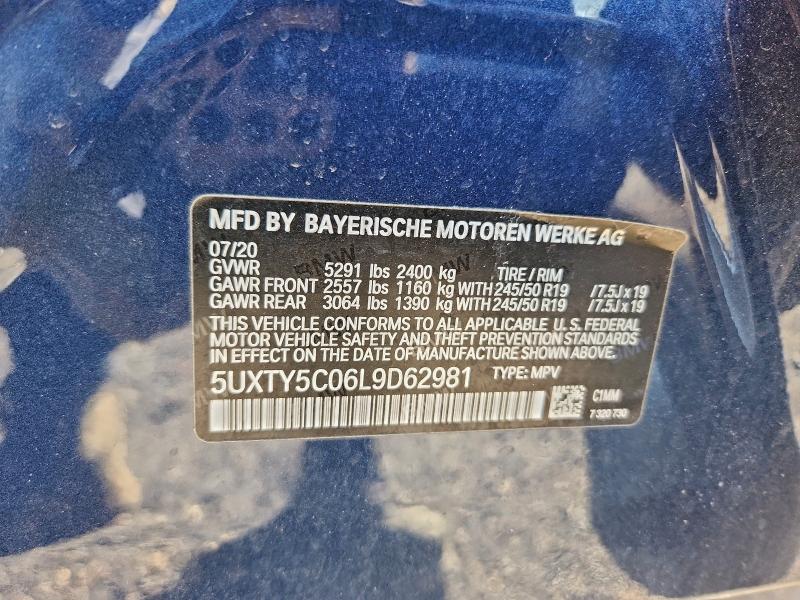 MFD BY BAYERISCHE MOTOREN WERKE AG
07/20
GVWR 5291 lbs 2400 kg TIRE / RIM
GAWR FRONT 2557 lbs 1160 kg WITH 245/50 R19 /7.5J x 19
GAWR REAR 3064 lbs 1390 kg WITH 245/50 R19 /7.5J x 19
THIS VEHICLE CONFORMS TO ALL APPLICABLE U.S. FEDERAL
MOTOR VEHICLE SAFETY AND THEFT PREVENTION STANDARDS
IN EFFECT ON THE DATE OF MANUFACTURE SHOWN ABOVE.
5UXTY5C06L9D62981 TYPE: MPV
C1MM
7 320 730